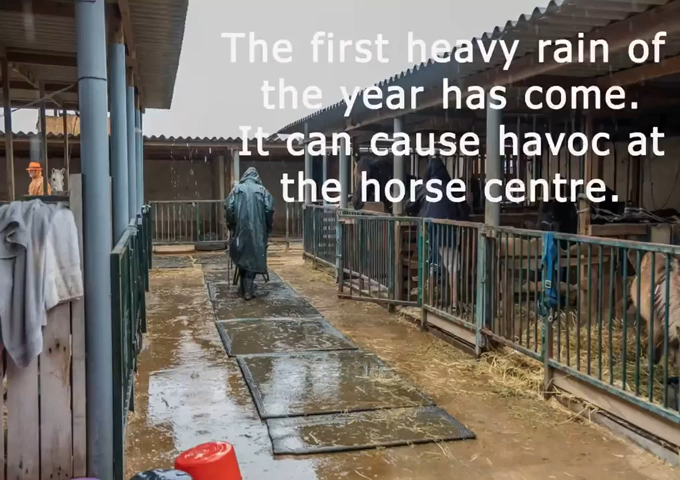 The first heavy rain of
the year has come.
It can cause havoc at
the horse centre.